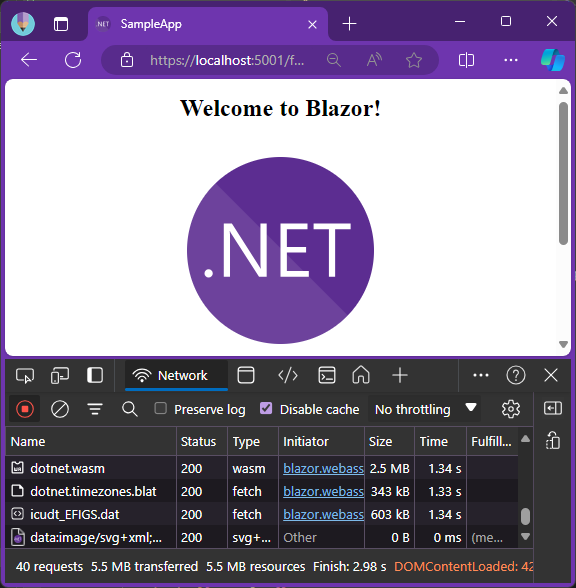 .NET SampleApp
https://localhost:5001/f...
Welcome to Blazor!
.NET
Network
Preserve log Disable cache No throttling
Name Status Type Initiator Size Time Fulfill...
dotnet.wasm 200 wasm blazor.webass 2.5 MB 1.34 s
dotnet.timezones.blat 200 fetch blazor.webass 343 kB 1.33 s
icudt_EFIGS.dat 200 fetch blazor.webass 603 kB 1.34 s
data:image/svg+xml;... 200 svg+... Other 0 B 0 ms (me...
40 requests 5.5 MB transferred 5.5 MB resources Finish: 2.98 s DOMContentLoaded: 42